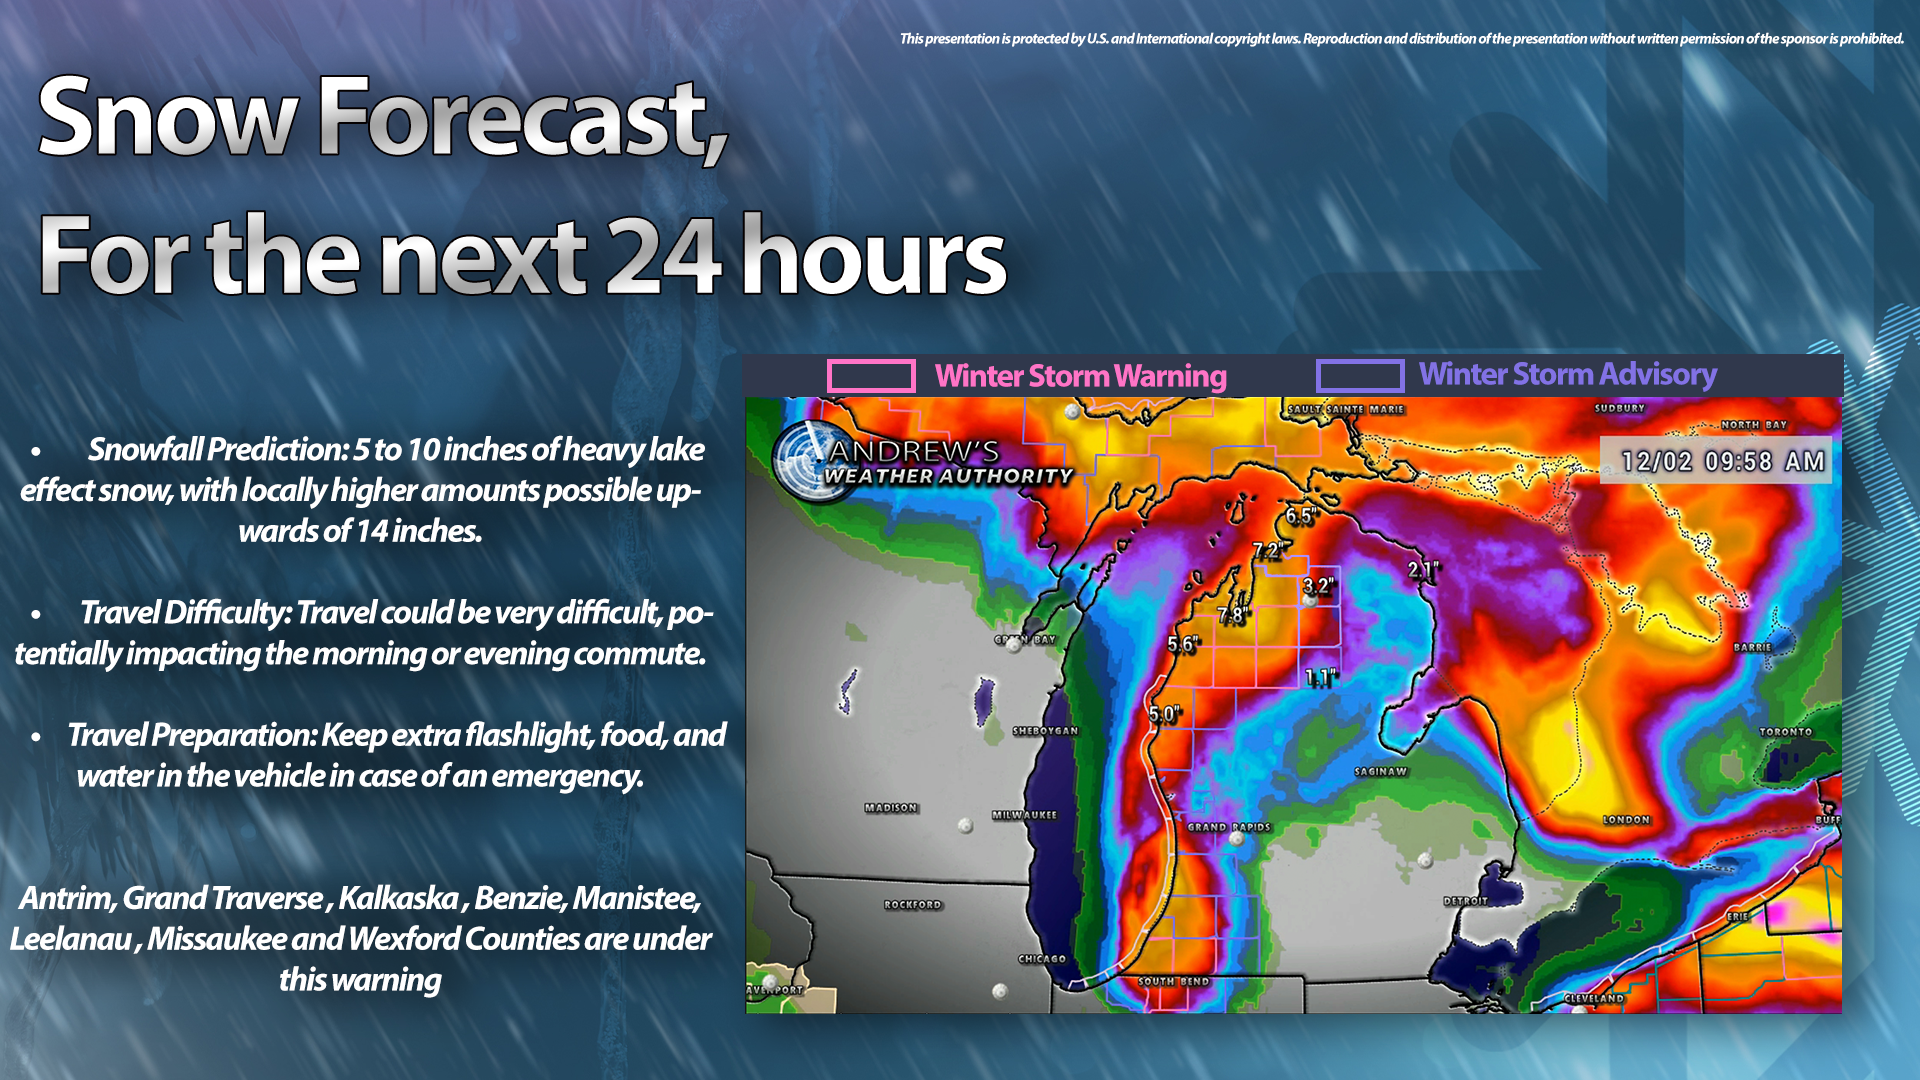 This presentation is protected by U.S. and International copyright laws. Reproduction and distribution of the presentation without written permission of the sponsor is prohibited.
Snow Forecast,
For the next 24 hours
• Snowfall Prediction: 5 to 10 inches of heavy lake
effect snow, with locally higher amounts possible up-
wards of 14 inches.
• Travel Difficulty: Travel could be very difficult, po-
tentially impacting the morning or evening commute.
• Travel Preparation: Keep extra flashlight, food, and
water in the vehicle in case of an emergency.
Antrim, Grand Traverse , Kalkaska , Benzie, Manistee,
Leelanau , Missaukee and Wexford Counties are under
this warning
Winter Storm Warning
Winter Storm Advisory
SAULT SAINTE MARIE
SUDBURY
NORTH BAY
ANDREW'S
WEATHER AUTHORITY
12/02 09:58 AM
6.5"
7.2"
2.1"
3.2"
7.8"
GREEN BAY
5.6"
BARRIE
1.1"
5.0"
SHEBOYGAN
TORONTO
SAGINAW
MADISON
MILWAUKEE
GRAND RAPIDS
LONDON
BUFF
ROCKFORD
DETROIT
ERIE
CHICAGO
SOUTH BEND
AVENPORT
CLEVELAND